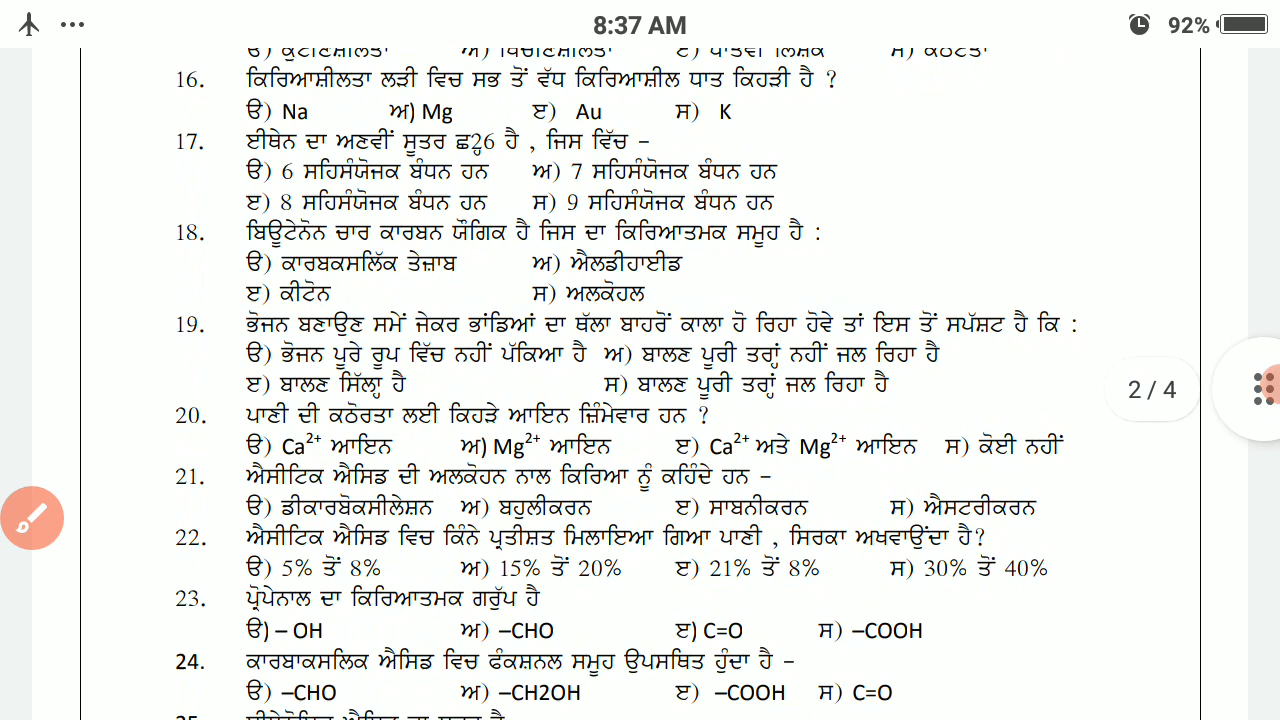 8:37 AM
92%
16. ਕਿਰਿਆਸ਼ੀਲਤਾ ਲੜੀ ਵਿਚ ਸਭ ਤੋਂ ਵੱਧ ਕਿਰਿਆਸ਼ੀਲ ਧਾਤ ਕਿਹੜੀ ਹੈ ?
ੳ) Na ਅ) Mg ੲ) Au ਸ) K
17. ਈਥੇਨ ਦਾ ਅਣਵੀਂ ਸੂਤਰ ਛ2੍ਹ6 ਹੈ , ਜਿਸ ਵਿੱਚ –
ੳ) 6 ਸਹਿਸੰਯੋਜਕ ਬੰਧਨ ਹਨ ਅ) 7 ਸਹਿਸੰਯੋਜਕ ਬੰਧਨ ਹਨ
ੲ) 8 ਸਹਿਸੰਯੋਜਕ ਬੰਧਨ ਹਨ ਸ) 9 ਸਹਿਸੰਯੋਜਕ ਬੰਧਨ ਹਨ
18. ਬਿਊਟੇਨੋਨ ਚਾਰ ਕਾਰਬਨ ਯੌਗਿਕ ਹੈ ਜਿਸ ਦਾ ਕਿਰਿਆਤਮਕ ਸਮੂਹ ਹੈ :
ੳ) ਕਾਰਬਕਸਲਿੱਕ ਤੇਜ਼ਾਬ ਅ) ਐਲਡੀਹਾਈਡ
ੲ) ਕੀਟੋਨ ਸ) ਅਲਕੋਹਲ
19. ਭੋਜਨ ਬਣਾਉਣ ਸਮੇਂ ਜੇਕਰ ਭਾਂਡਿਆਂ ਦਾ ਥੱਲਾ ਬਾਹਰੋਂ ਕਾਲਾ ਹੋ ਰਿਹਾ ਹੋਵੇ ਤਾਂ ਇਸ ਤੋਂ ਸਪੱਸ਼ਟ ਹੈ ਕਿ :
ੳ) ਭੋਜਨ ਪੂਰੇ ਰੂਪ ਵਿੱਚ ਨਹੀਂ ਪੱਕਿਆ ਹੈ ਅ) ਬਾਲਣ ਪੂਰੀ ਤਰ੍ਹਾਂ ਨਹੀਂ ਜਲ ਰਿਹਾ ਹੈ
ੲ) ਬਾਲਣ ਸਿੱਲ੍ਹਾ ਹੈ ਸ) ਬਾਲਣ ਪੂਰੀ ਤਰ੍ਹਾਂ ਜਲ ਰਿਹਾ ਹੈ
2 / 4
20. ਪਾਣੀ ਦੀ ਕਠੋਰਤਾ ਲਈ ਕਿਹੜੇ ਆਇਨ ਜ਼ਿੰਮੇਵਾਰ ਹਨ ?
ੳ) Ca²⁺ ਆਇਨ ਅ) Mg²⁺ ਆਇਨ ੲ) Ca²⁺ ਅਤੇ Mg²⁺ ਆਇਨ ਸ) ਕੋਈ ਨਹੀਂ
21. ਐਸੀਟਿਕ ਐਸਿਡ ਦੀ ਅਲਕੋਹਨ ਨਾਲ ਕਿਰਿਆ ਨੂੰ ਕਹਿੰਦੇ ਹਨ –
ੳ) ਡੀਕਾਰਬੋਕਸੀਲੇਸ਼ਨ ਅ) ਬਹੁਲੀਕਰਨ ੲ) ਸਾਬਨੀਕਰਨ ਸ) ਐਸਟਰੀਕਰਨ
22. ਐਸੀਟਿਕ ਐਸਿਡ ਵਿਚ ਕਿੰਨੇ ਪ੍ਰਤੀਸ਼ਤ ਮਿਲਾਇਆ ਗਿਆ ਪਾਣੀ , ਸਿਰਕਾ ਅਖਵਾਉਂਦਾ ਹੈ?
ੳ) 5% ਤੋਂ 8% ਅ) 15% ਤੋਂ 20% ੲ) 21% ਤੋਂ 8% ਸ) 30% ਤੋਂ 40%
23. ਪ੍ਰੋਪੇਨਾਲ ਦਾ ਕਿਰਿਆਤਮਕ ਗਰੁੱਪ ਹੈ
ੳ) – OH ਅ) –CHO ੲ) C=O ਸ) –COOH
24. ਕਾਰਬਾਕਸਲਿਕ ਐਸਿਡ ਵਿਚ ਫੰਕਸ਼ਨਲ ਸਮੂਹ ਉਪਸਥਿਤ ਹੁੰਦਾ ਹੈ –
ੳ) –CHO ਅ) –CH2OH ੲ) –COOH ਸ) C=O